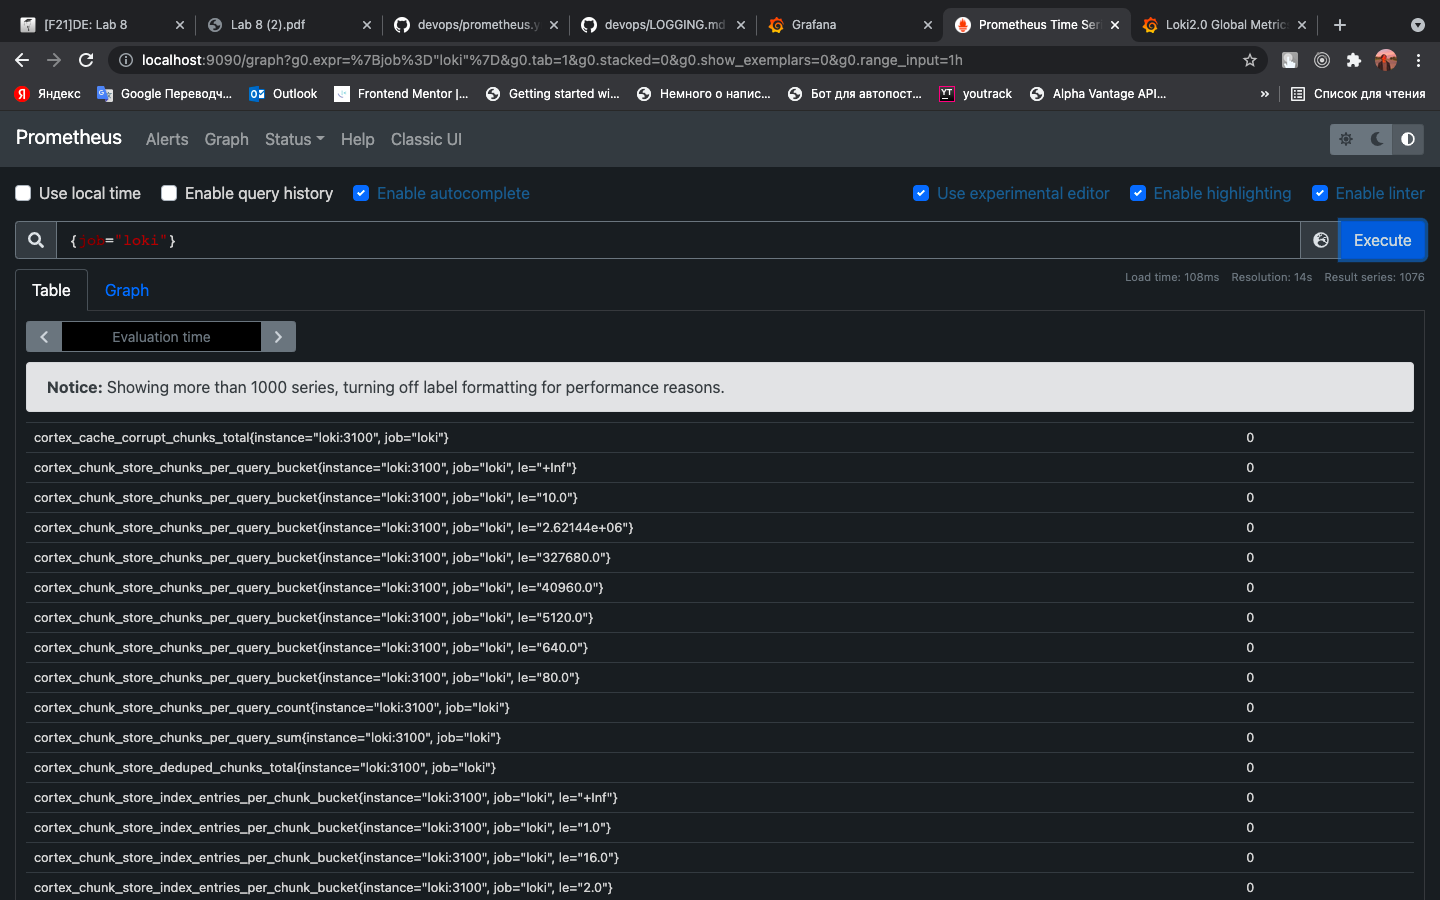 [F21]DE: Lab 8
Lab 8 (2).pdf
devops/prometheus.y
devops/LOGGING.md
Grafana
Prometheus Time Seri
Loki2.0 Global Metric
localhost:9090/graph?g0.expr=%7Bjob%3D"loki"%7D&g0.tab=1&g0.stacked=0&g0.show_exemplars=0&g0.range_input=1h
Яндекс
Google Переводч...
Outlook
Frontend Mentor |...
Getting started wi...
Немного о напис...
Бот для автопост...
YT
youtrack
Alpha Vantage API...
»
Список для чтения
Prometheus
Alerts
Graph
Status
Help
Classic UI
Use local time
Enable query history
Enable autocomplete
Use experimental editor
Enable highlighting
Enable linter
{job="loki"}
Execute
Load time: 108ms Resolution: 14s Result series: 1076
Table
Graph
Evaluation time
Notice: Showing more than 1000 series, turning off label formatting for performance reasons.
cortex_cache_corrupt_chunks_total{instance="loki:3100", job="loki"} 0
cortex_chunk_store_chunks_per_query_bucket{instance="loki:3100", job="loki", le="+Inf"} 0
cortex_chunk_store_chunks_per_query_bucket{instance="loki:3100", job="loki", le="10.0"} 0
cortex_chunk_store_chunks_per_query_bucket{instance="loki:3100", job="loki", le="2.62144e+06"} 0
cortex_chunk_store_chunks_per_query_bucket{instance="loki:3100", job="loki", le="327680.0"} 0
cortex_chunk_store_chunks_per_query_bucket{instance="loki:3100", job="loki", le="40960.0"} 0
cortex_chunk_store_chunks_per_query_bucket{instance="loki:3100", job="loki", le="5120.0"} 0
cortex_chunk_store_chunks_per_query_bucket{instance="loki:3100", job="loki", le="640.0"} 0
cortex_chunk_store_chunks_per_query_bucket{instance="loki:3100", job="loki", le="80.0"} 0
cortex_chunk_store_chunks_per_query_count{instance="loki:3100", job="loki"} 0
cortex_chunk_store_chunks_per_query_sum{instance="loki:3100", job="loki"} 0
cortex_chunk_store_deduped_chunks_total{instance="loki:3100", job="loki"} 0
cortex_chunk_store_index_entries_per_chunk_bucket{instance="loki:3100", job="loki", le="+Inf"} 0
cortex_chunk_store_index_entries_per_chunk_bucket{instance="loki:3100", job="loki", le="1.0"} 0
cortex_chunk_store_index_entries_per_chunk_bucket{instance="loki:3100", job="loki", le="16.0"} 0
cortex_chunk_store_index_entries_per_chunk_bucket{instance="loki:3100", job="loki", le="2.0"} 0